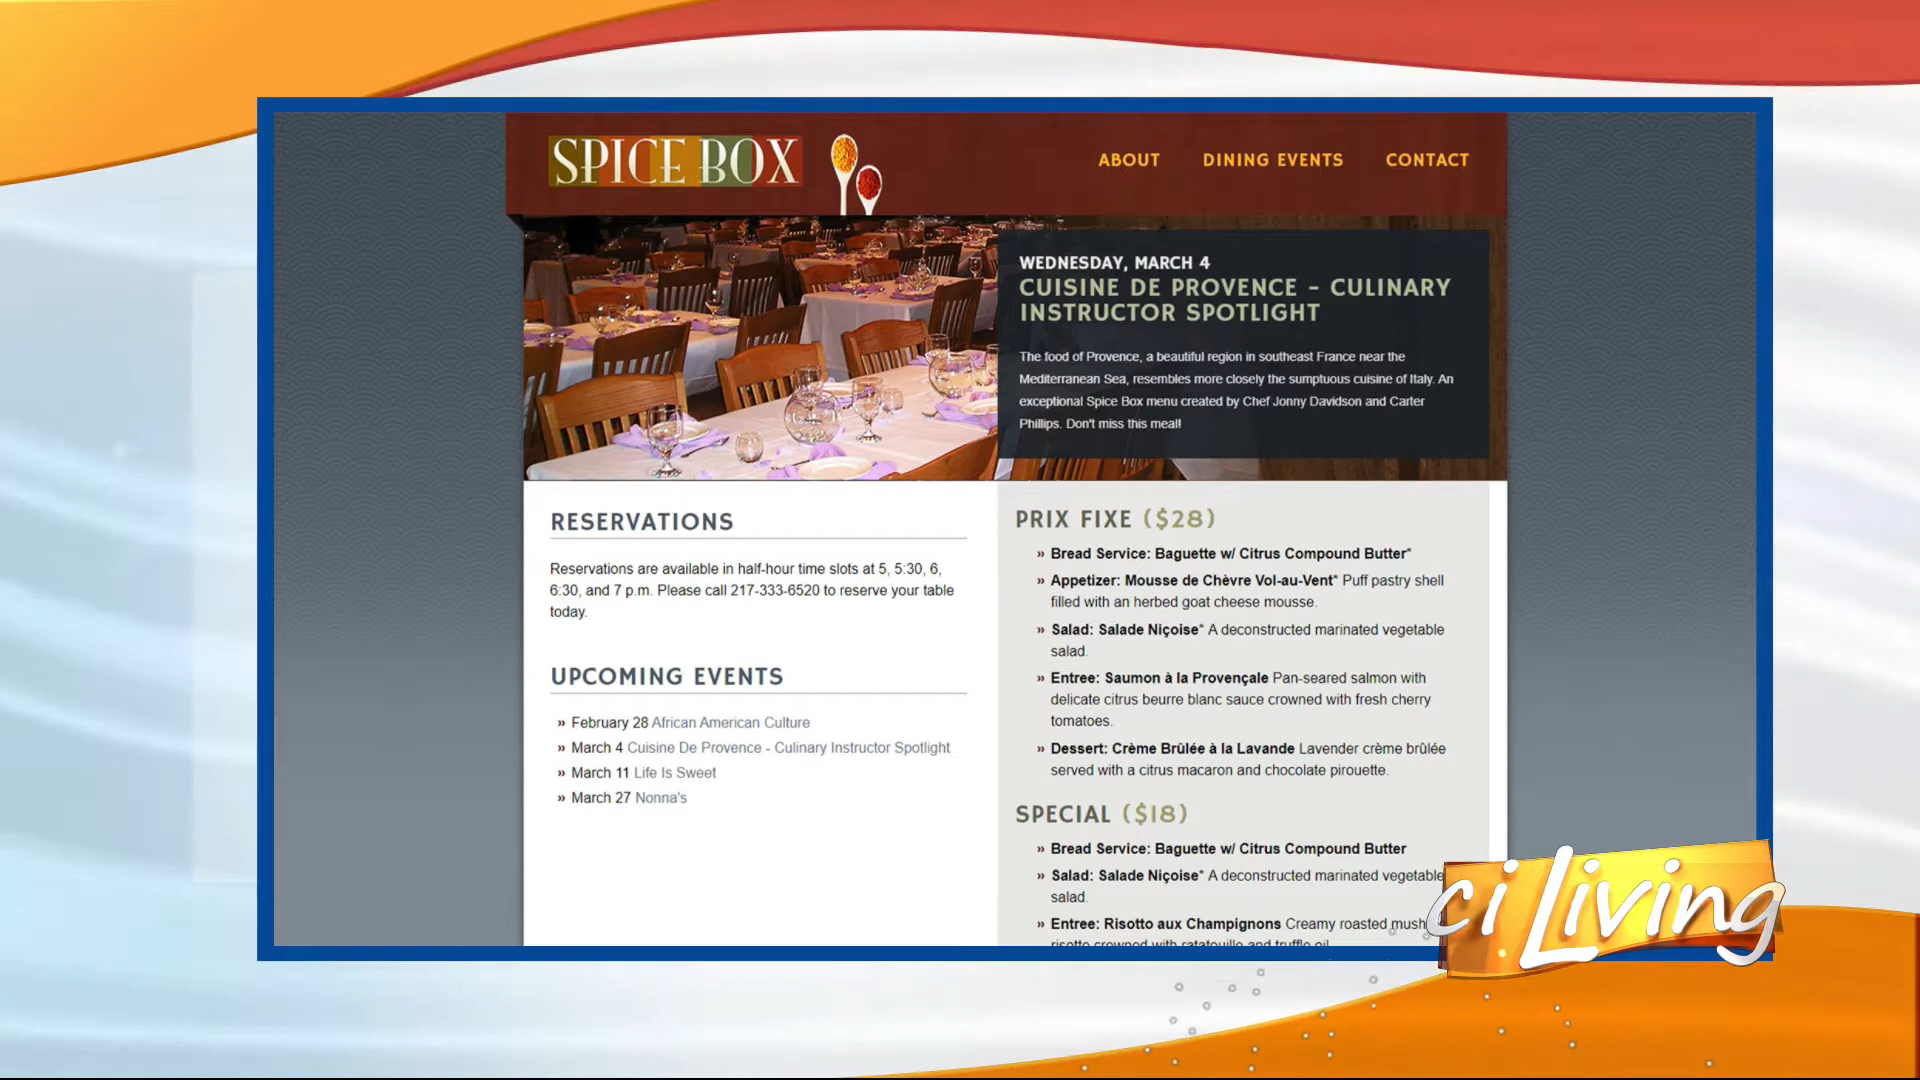 SPICE BOX
ABOUT
DINING EVENTS
CONTACT
WEDNESDAY, MARCH 4
CUISINE DE PROVENCE - CULINARY
INSTRUCTOR SPOTLIGHT
The food of Provence, a beautiful region in southeast France near the
Mediterranean Sea, resembles more closely the sumptuous cuisine of Italy. An
exceptional Spice Box menu created by Chef Jonny Davidson and Carter
Phillips. Don't miss this meal!
RESERVATIONS
Reservations are available in half-hour time slots at 5, 5:30, 6,
6:30, and 7 p.m. Please call 217-333-6520 to reserve your table
today.
UPCOMING EVENTS
» February 28 African American Culture
» March 4 Cuisine De Provence - Culinary Instructor Spotlight
» March 11 Life Is Sweet
» March 27 Nonna's
PRIX FIXE ($28)
» Bread Service: Baguette w/ Citrus Compound Butter*
» Appetizer: Mousse de Chèvre Vol-au-Vent* Puff pastry shell
filled with an herbed goat cheese mousse.
» Salad: Salade Niçoise* A deconstructed marinated vegetable
salad.
» Entree: Saumon à la Provençale Pan-seared salmon with
delicate citrus beurre blanc sauce crowned with fresh cherry
tomatoes.
» Dessert: Crème Brûlée à la Lavande Lavender crème brûlée
served with a citrus macaron and chocolate pirouette.
SPECIAL ($18)
» Bread Service: Baguette w/ Citrus Compound Butter
» Salad: Salade Niçoise* A deconstructed marinated vegetable
salad.
» Entree: Risotto aux Champignons Creamy roasted mush
risotto crowned with ratatouille and truffle oil
ci Living